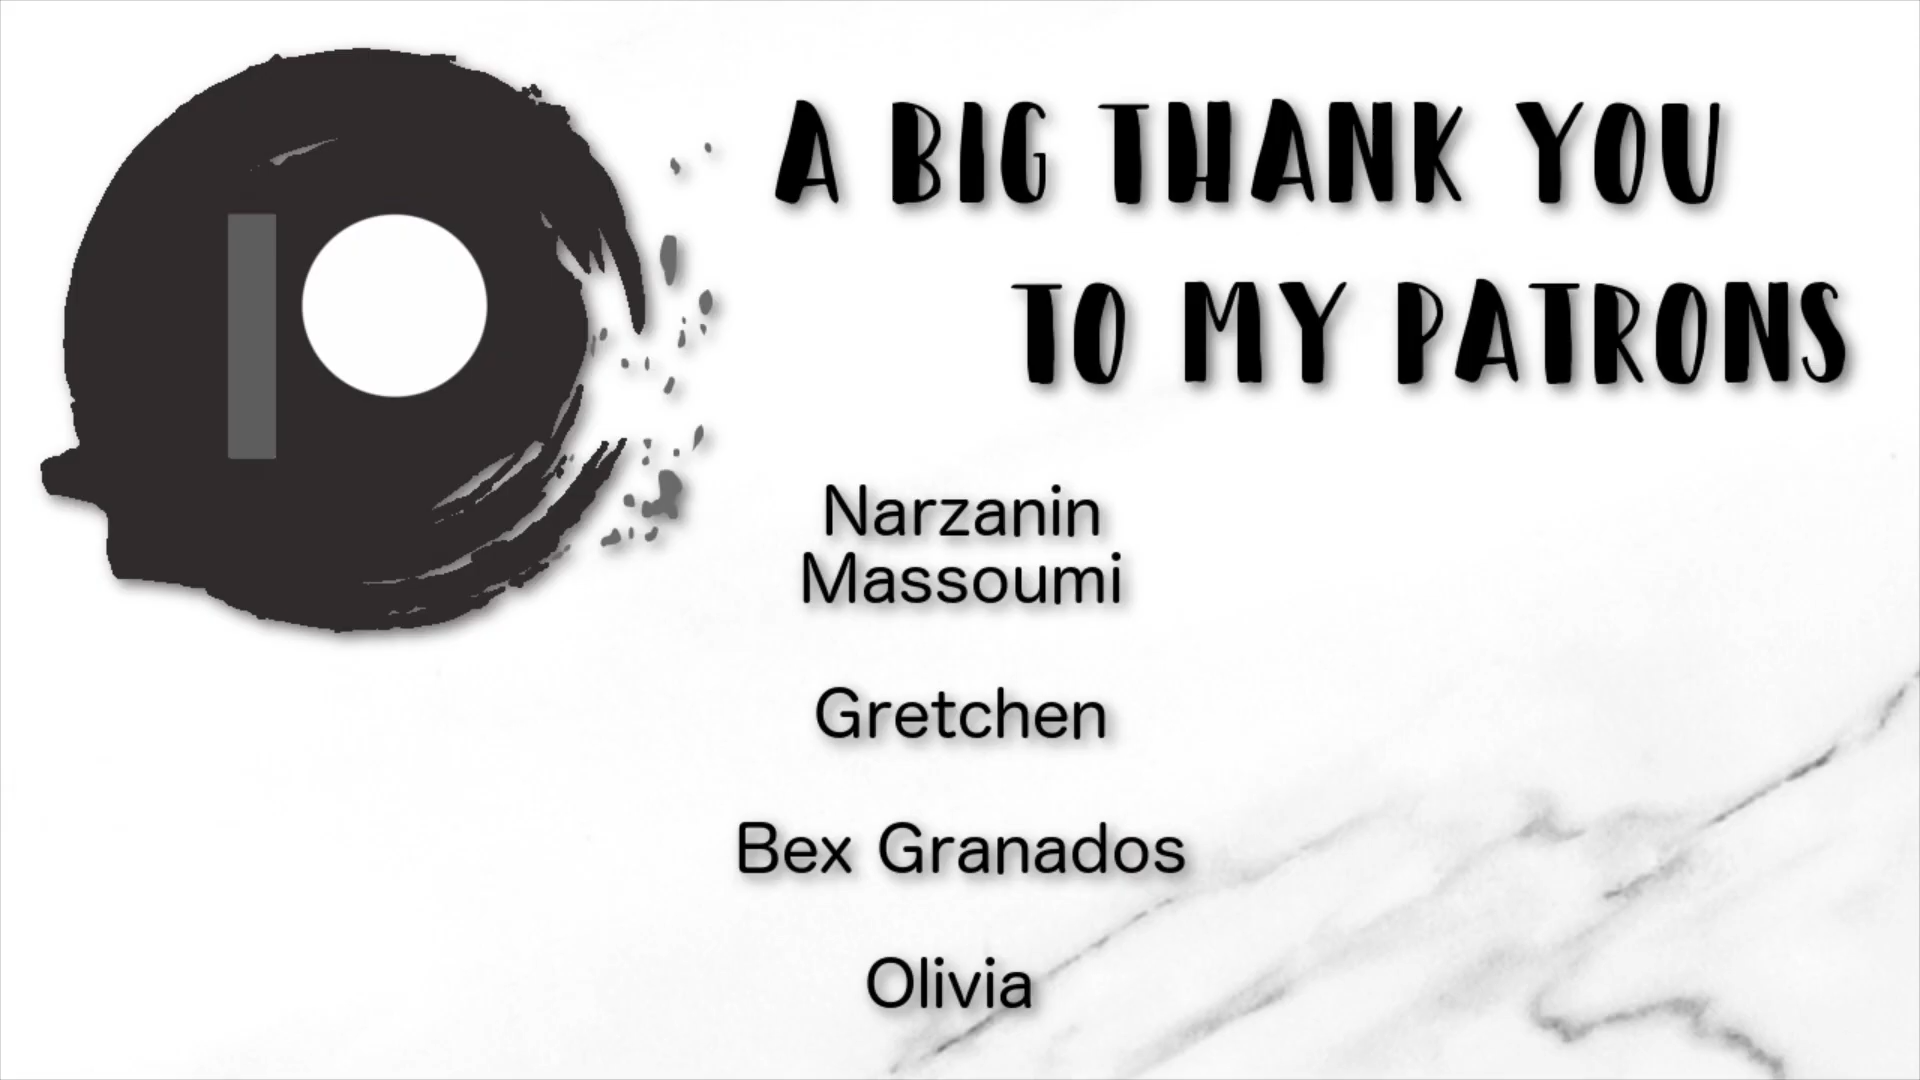 A BIG THANK YOU
TO MY PATRONS
Narzanin
Massoumi
Gretchen
Bex Granados
Olivia